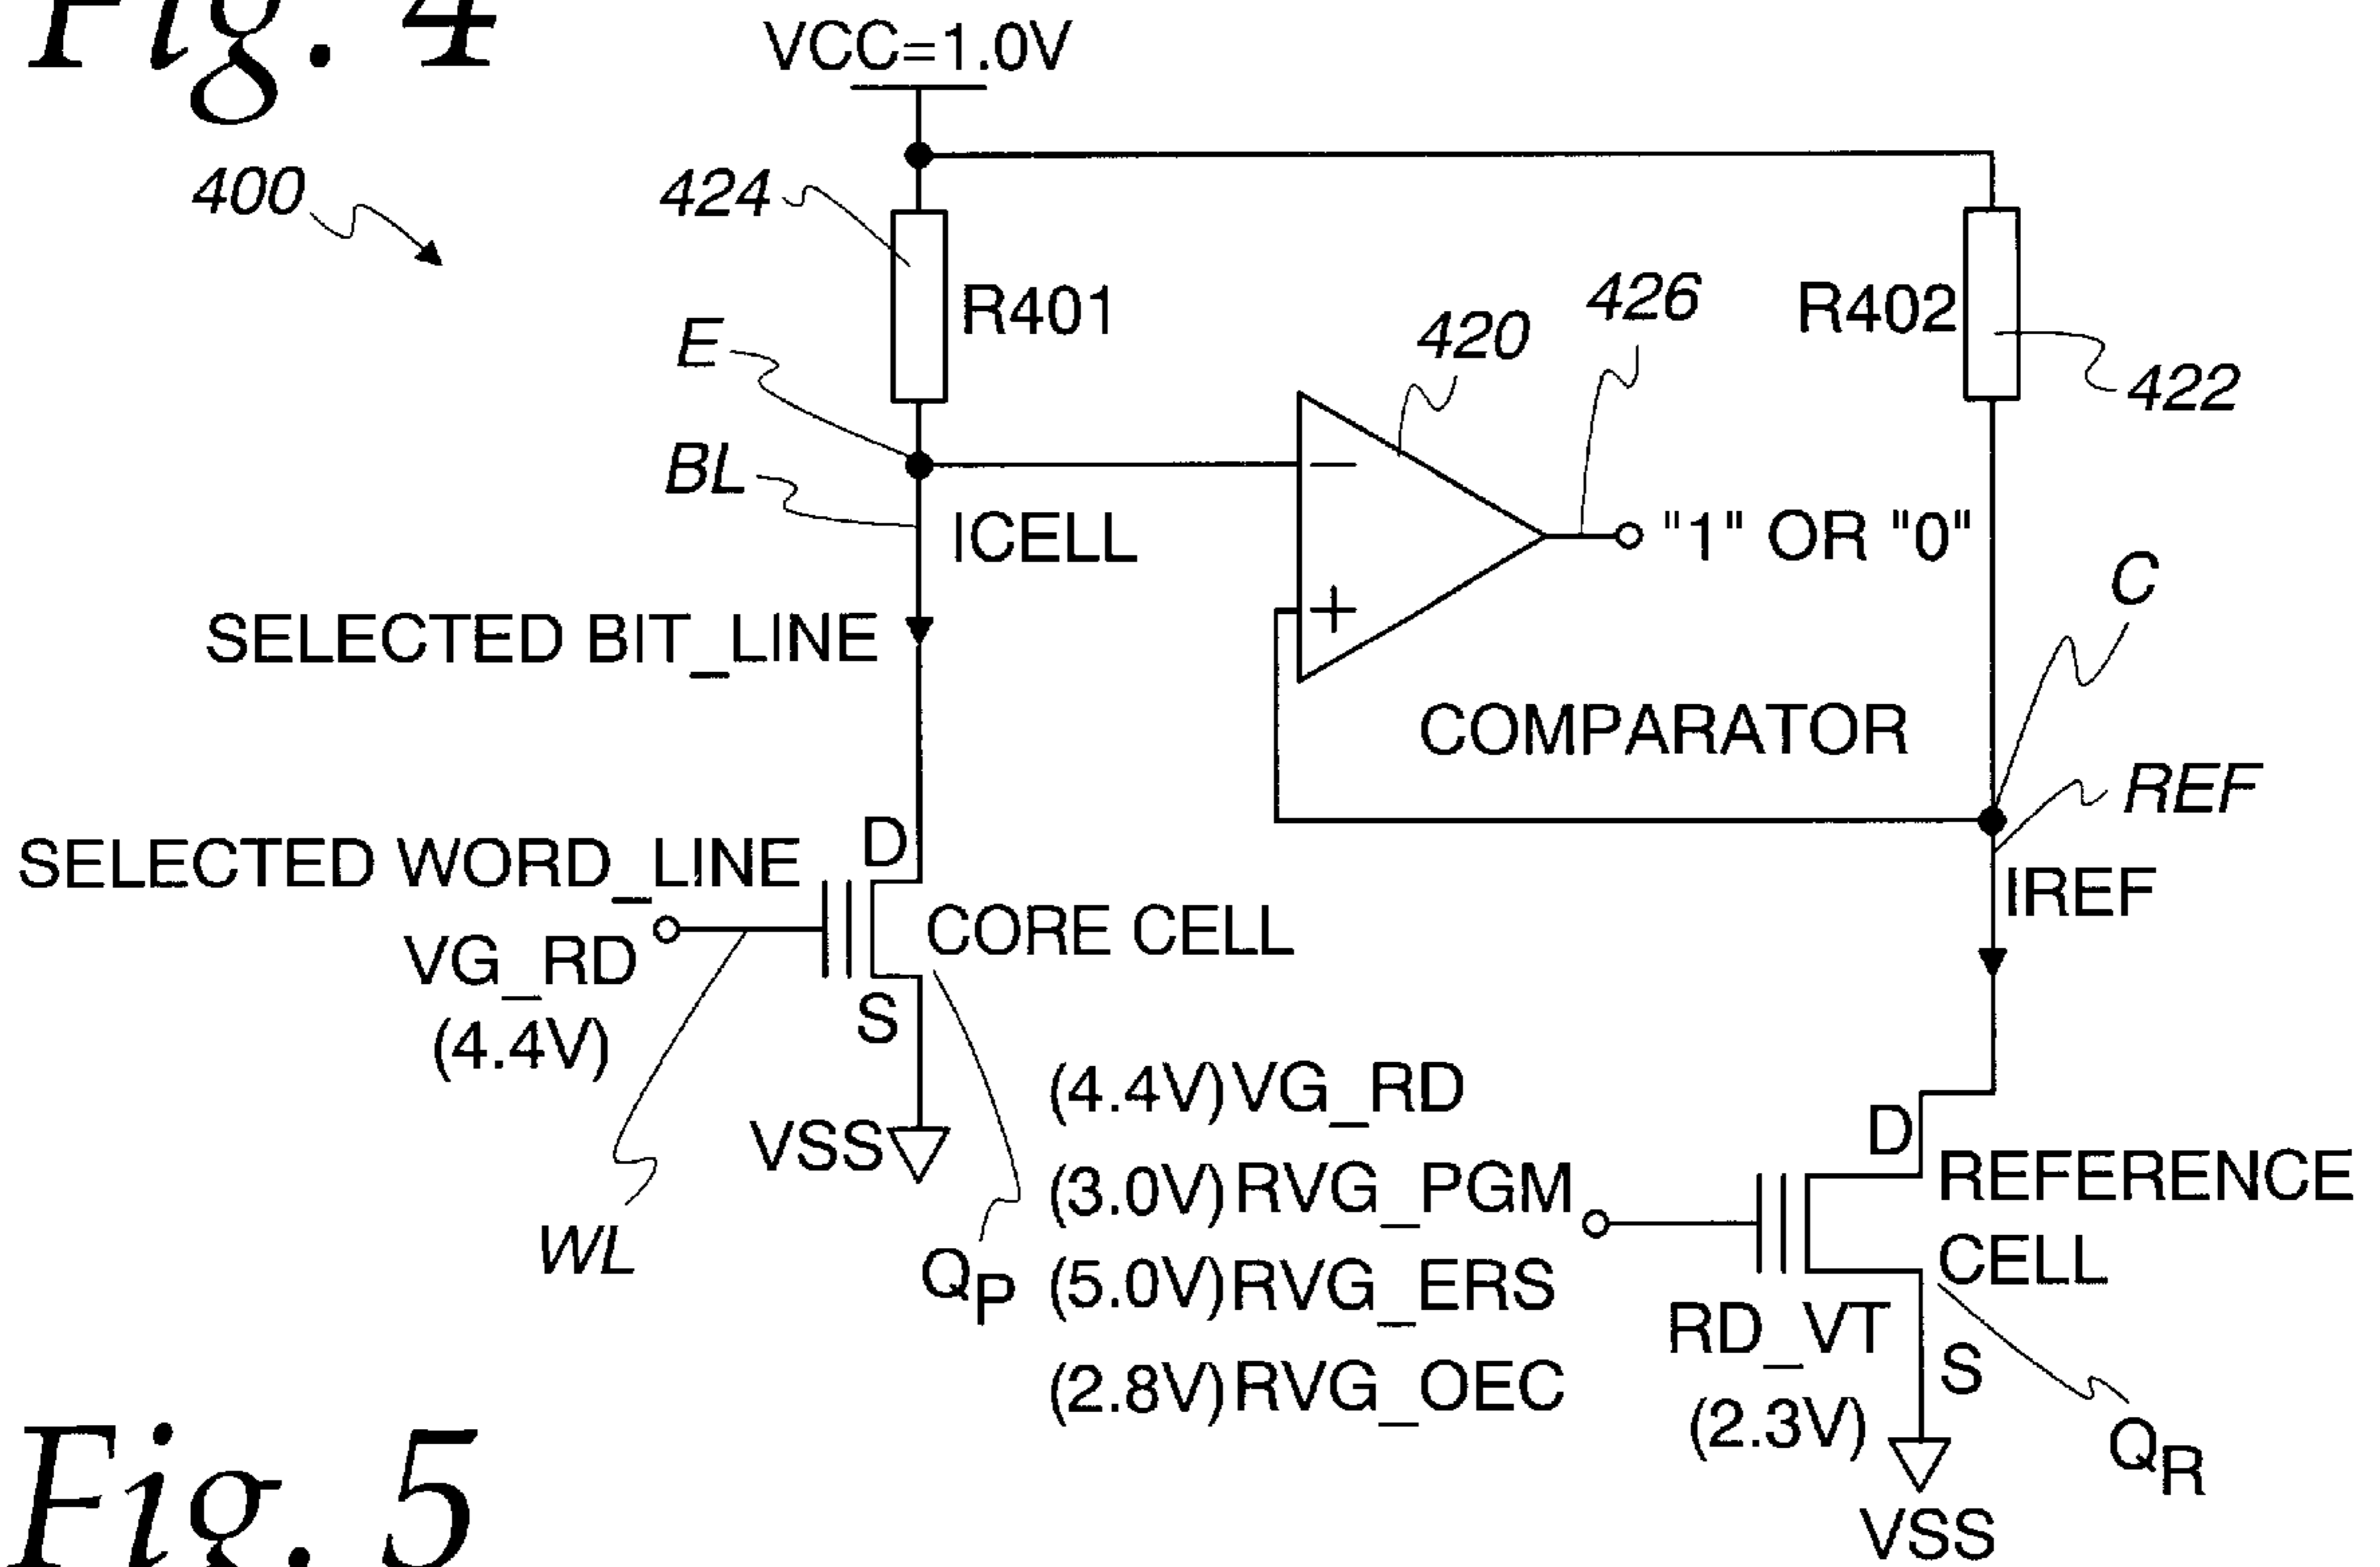 Fig. 4
VCC=1.0V
400
424
R401
E
BL
ICELL
420
426
R402
422
"1" OR "0"
C
SELECTED BIT_LINE
COMPARATOR
REF
IREF
SELECTED WORD_LINE
D
CORE CELL
VG_RD
(4.4V)
S
VSS
WL
QP
(4.4V)VG_RD
(3.0V)RVG_PGM
(5.0V)RVG_ERS
(2.8V)RVG_OEC
D
REFERENCE
CELL
RD_VT
(2.3V)
S
QR
VSS
Fig. 5